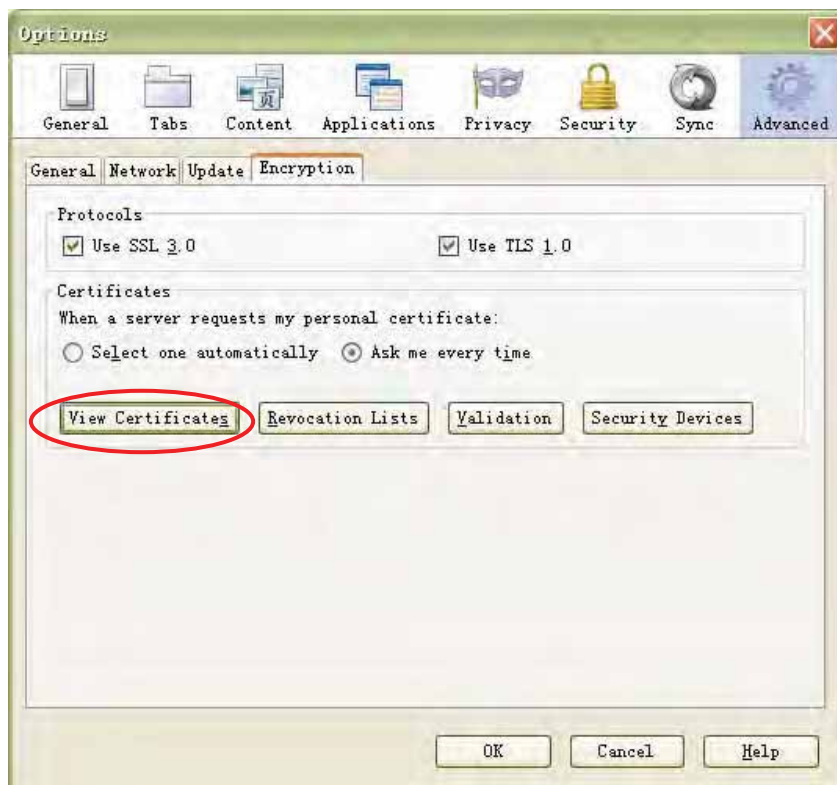 Options
页
General Tabs Content Applications Privacy Security Sync Advanced
General Network Update Encryption
Protocols
Use SSL 3.0 Use TLS 1.0
Certificates
When a server requests my personal certificate:
Select one automatically Ask me every time
View Certificates Revocation Lists Validation Security Devices
OK Cancel Help